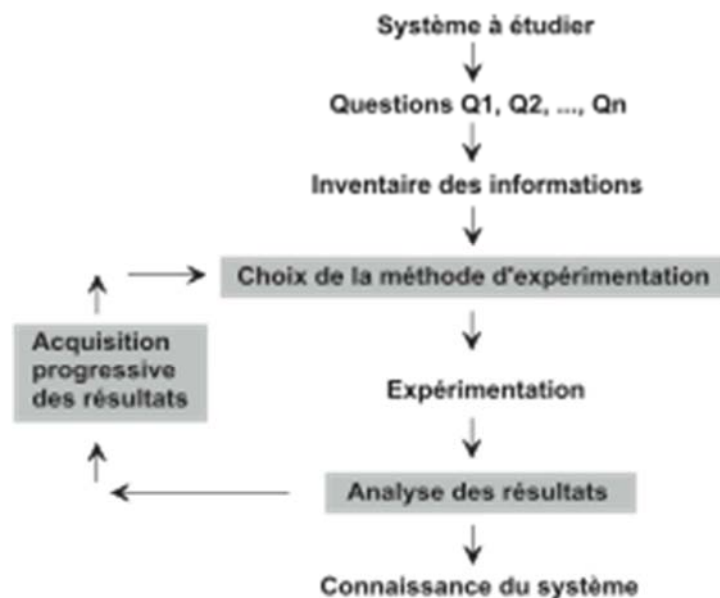 Système à étudier
Questions Q1, Q2, ..., Qn
Inventaire des informations
Choix de la méthode d'expérimentation
Acquisition
progressive
des résultats
Expérimentation
Analyse des résultats
Connaissance du système